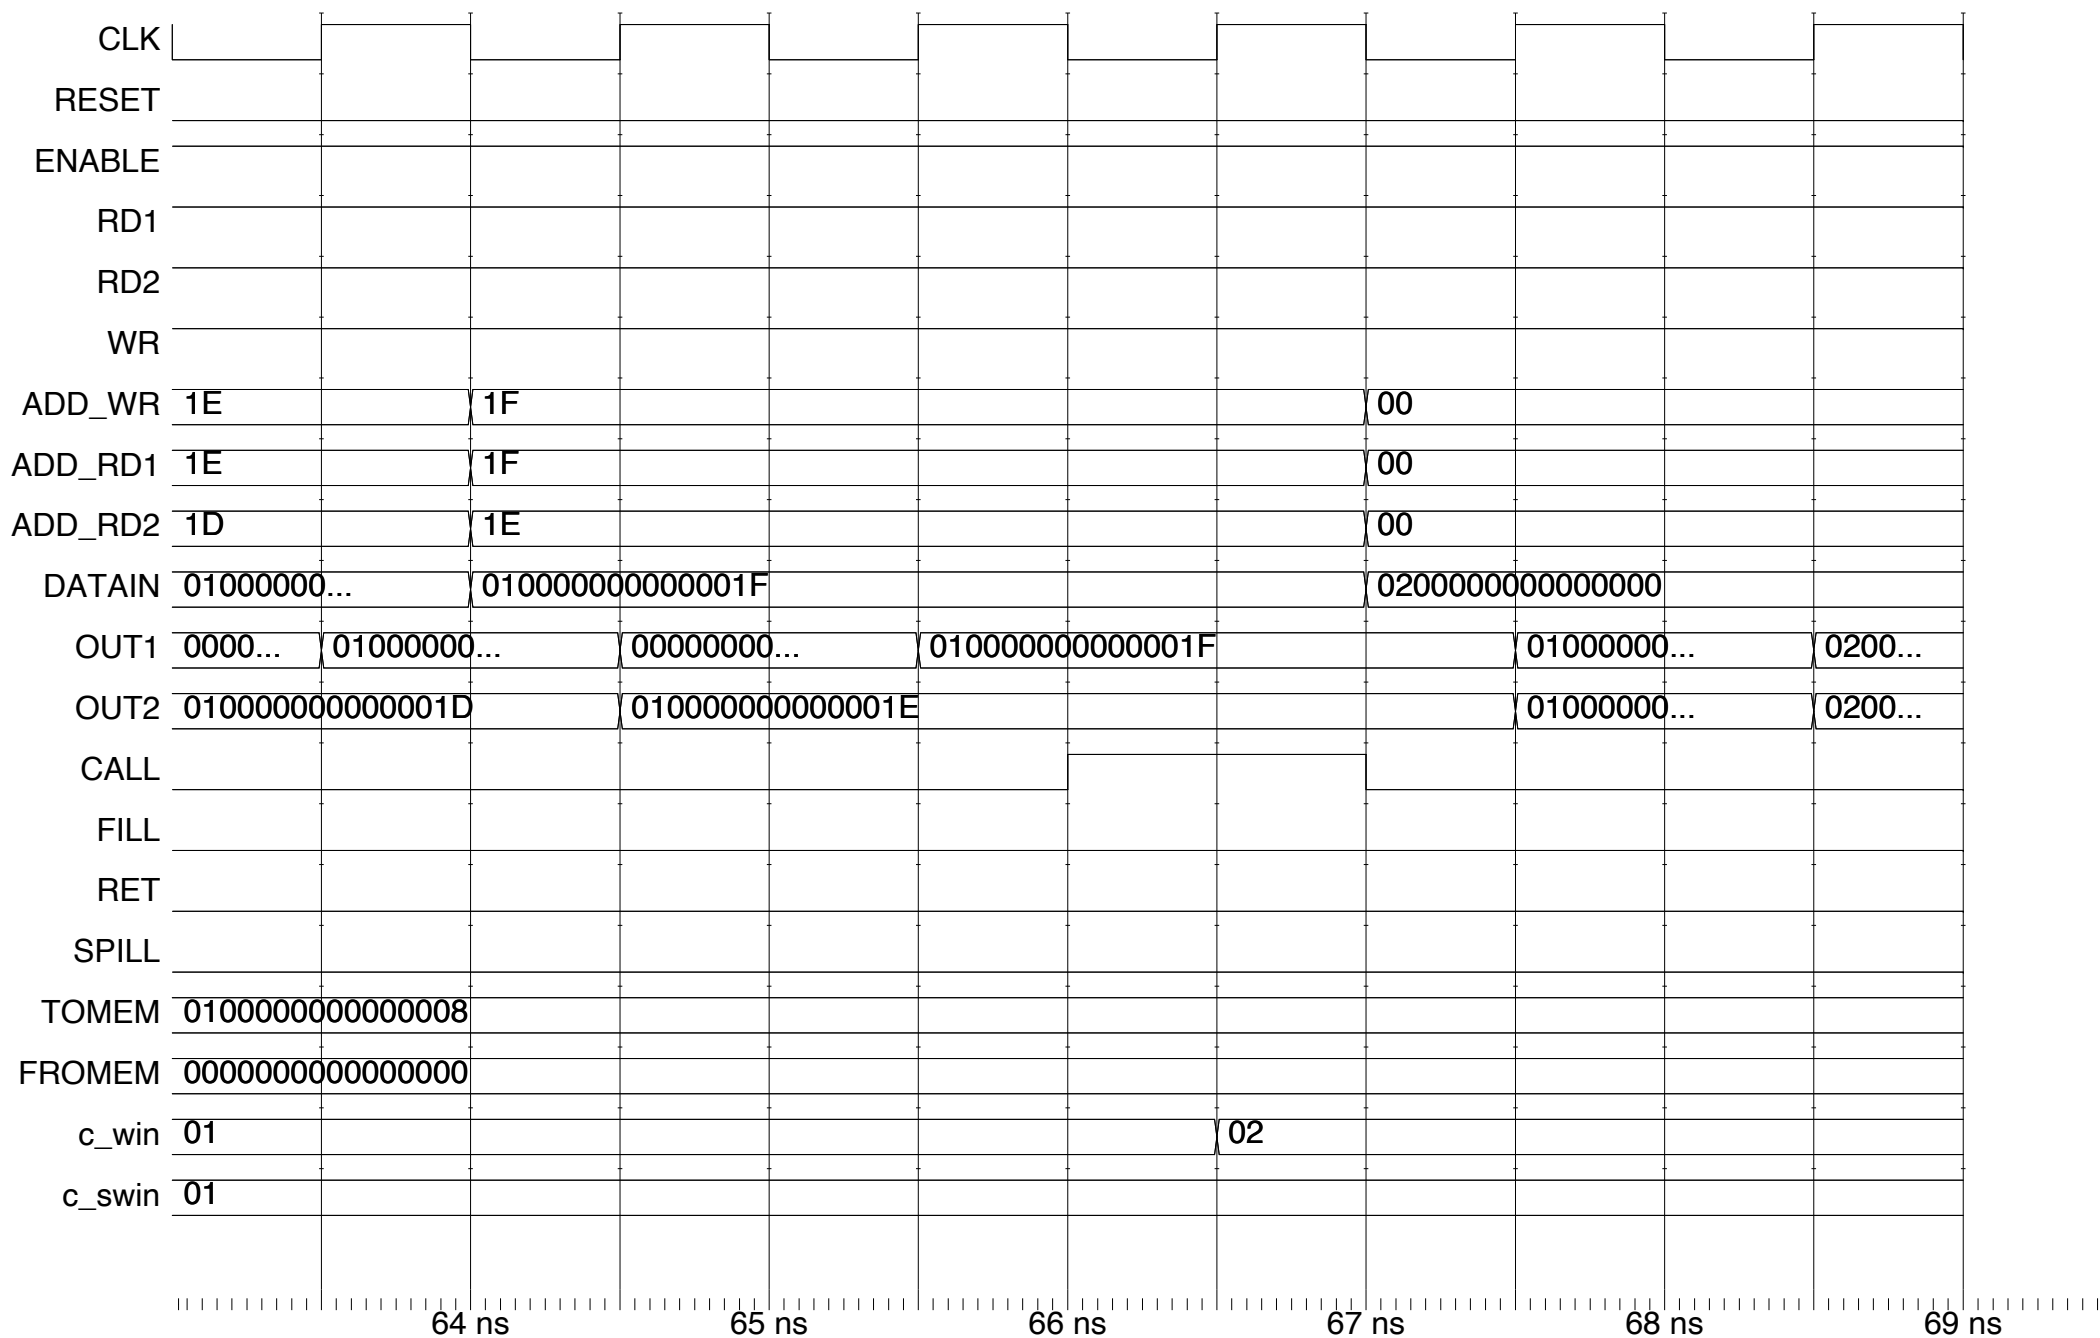 CLK
RESET
ENABLE
RD1
RD2
WR
ADD_WR 1E 1F 00
ADD_RD1 1E 1F 00
ADD_RD2 1D 1E 00
DATAIN 01000000... 010000000000001F 0200000000000000
OUT1 0000... 01000000... 00000000... 010000000000001F 01000000... 0200...
OUT2 010000000000001D 010000000000001E 01000000... 0200...
CALL
FILL
RET
SPILL
TOMEM 0100000000000008
FROMEM 0000000000000000
c_win 01 02
c_swin 01
64 ns 65 ns 66 ns 67 ns 68 ns 69 ns